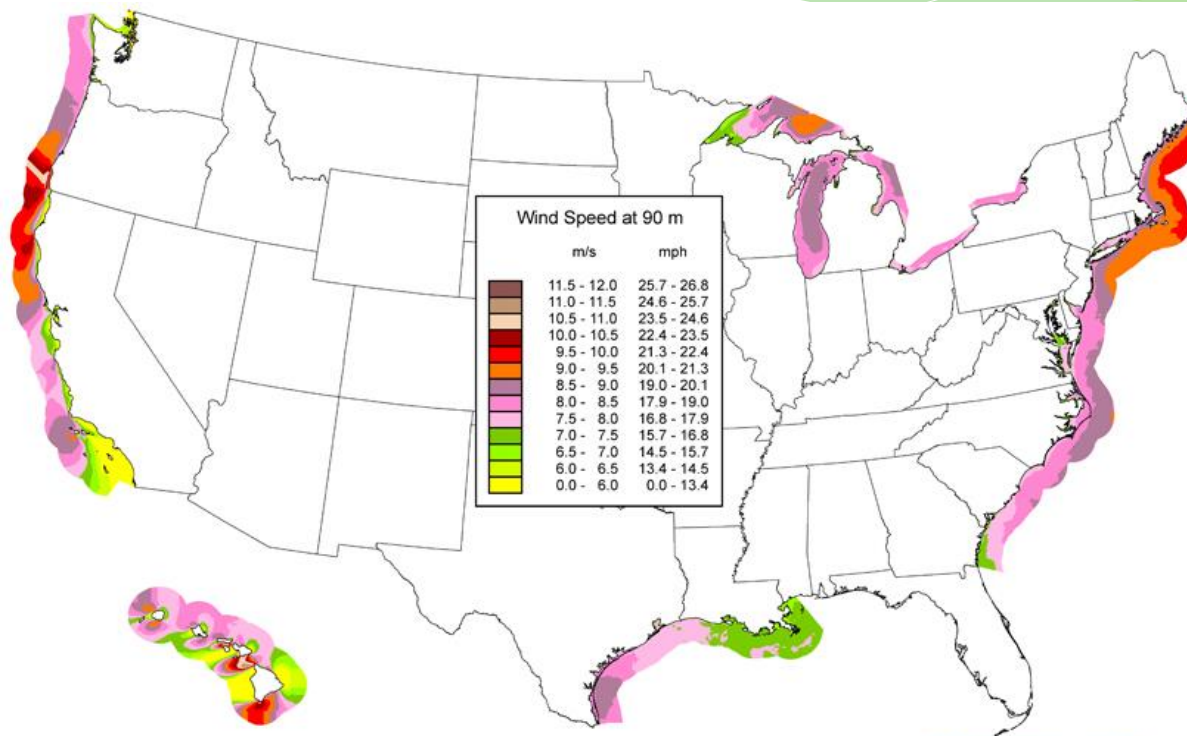 Wind Speed at 90 m
m/s mph
11.5 - 12.0 25.7 - 26.8
11.0 - 11.5 24.6 - 25.7
10.5 - 11.0 23.5 - 24.6
10.0 - 10.5 22.4 - 23.5
9.5 - 10.0 21.3 - 22.4
9.0 - 9.5 20.1 - 21.3
8.5 - 9.0 19.0 - 20.1
8.0 - 8.5 17.9 - 19.0
7.5 - 8.0 16.8 - 17.9
7.0 - 7.5 15.7 - 16.8
6.5 - 7.0 14.5 - 15.7
6.0 - 6.5 13.4 - 14.5
0.0 - 6.0 0.0 - 13.4